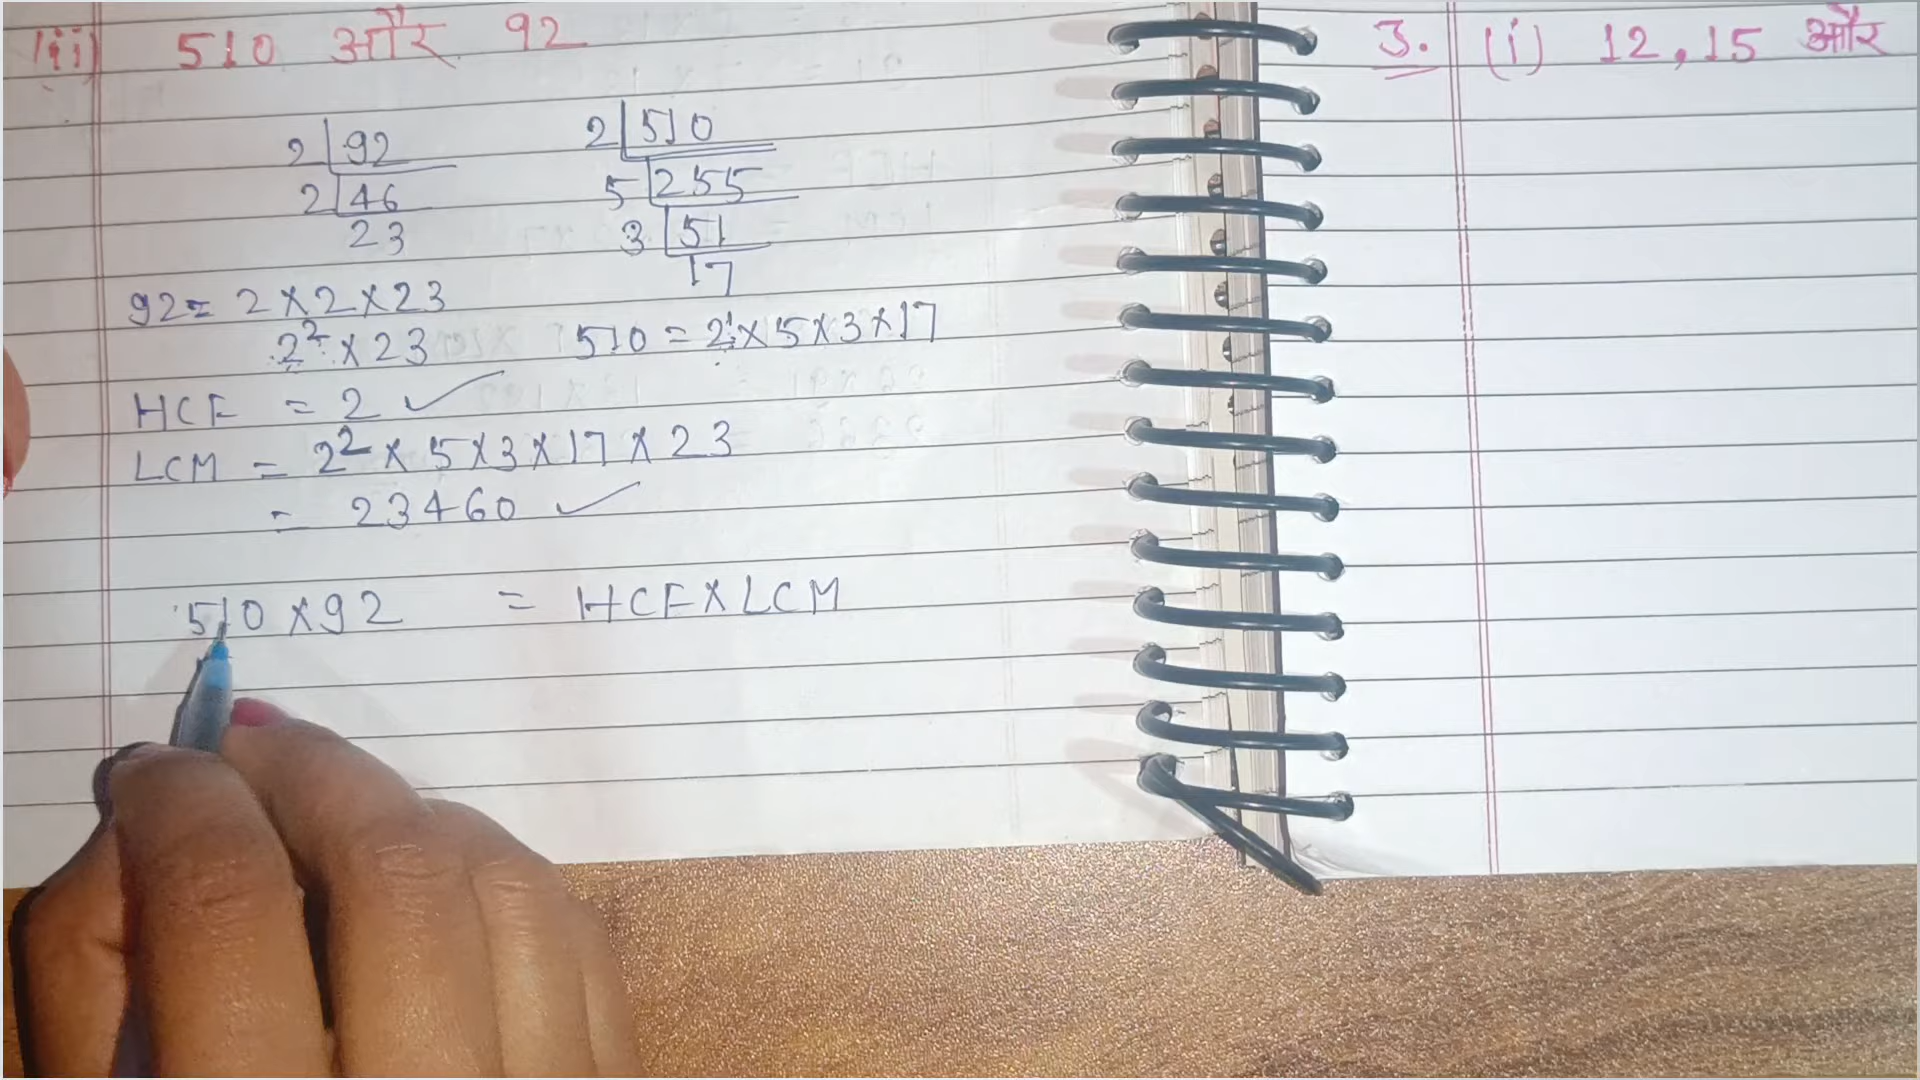 (ii) 510 और 92
2 92
2 46
23
2 510
5 255
3 51
17
92 = 2 × 2 × 23
2² × 23
510 = 2¹ × 5 × 3 × 17
HCF = 2 ✓
LCM = 2² × 5 × 3 × 17 × 23
= 23460 ✓
510 × 92 = HCF × LCM
3. (i) 12, 15 और